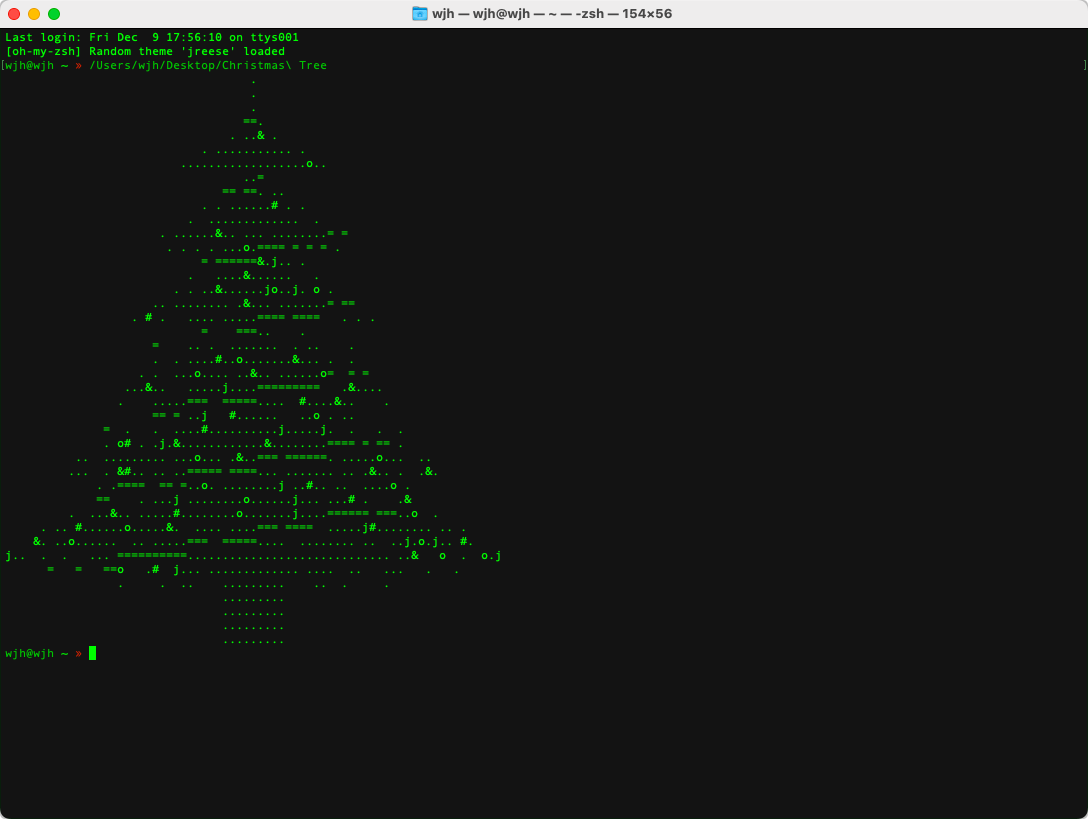 wjh — wjh@wjh — ~ — -zsh — 154×56
Last login: Fri Dec  9 17:56:10 on ttys001
[oh-my-zsh] Random theme 'jreese' loaded
[wjh@wjh ~ » /Users/wjh/Desktop/Christmas\ Tree ]
wjh@wjh ~ »